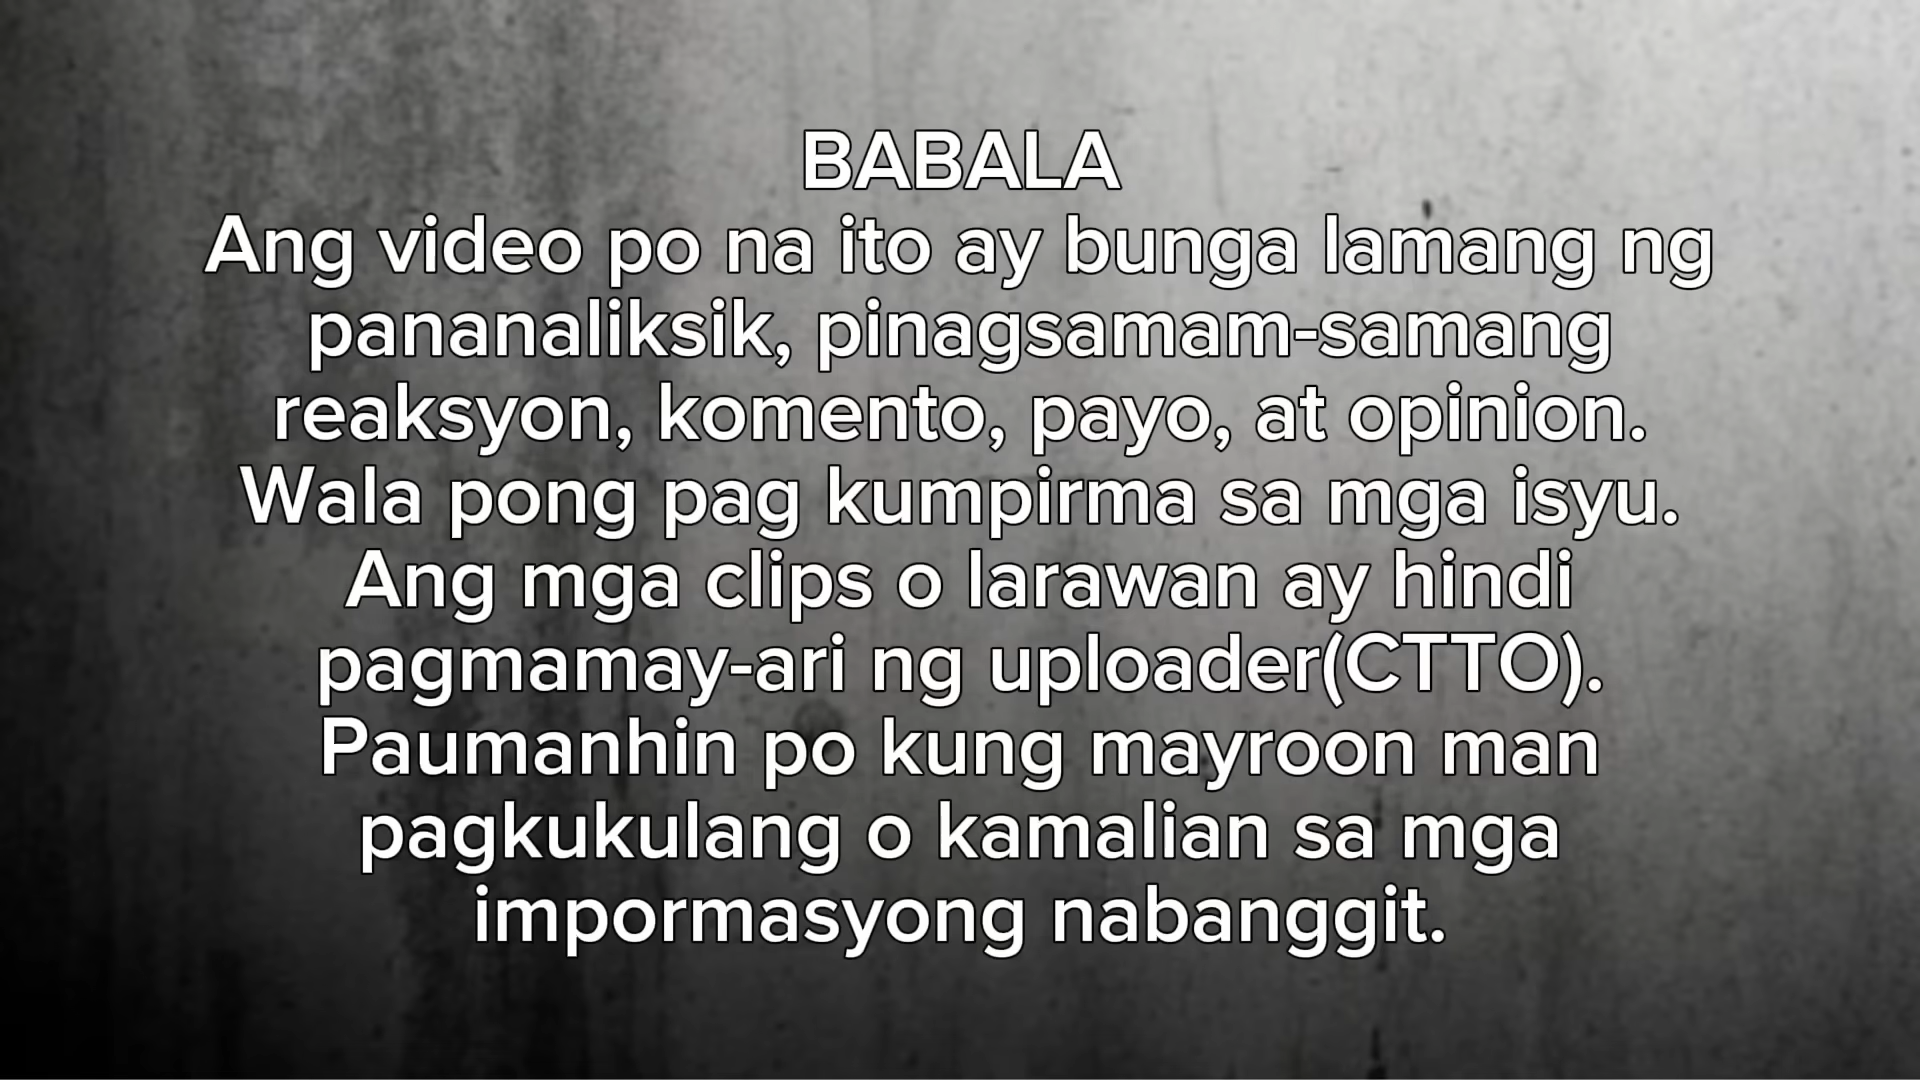 BABALA
Ang video po na ito ay bunga lamang ng
pananaliksik, pinagsamam-samang
reaksyon, komento, payo, at opinion.
Wala pong pag kumpirma sa mga isyu.
Ang mga clips o larawan ay hindi
pagmamay-ari ng uploader(CTTO).
Paumanhin po kung mayroon man
pagkukulang o kamalian sa mga
impormasyong nabanggit.